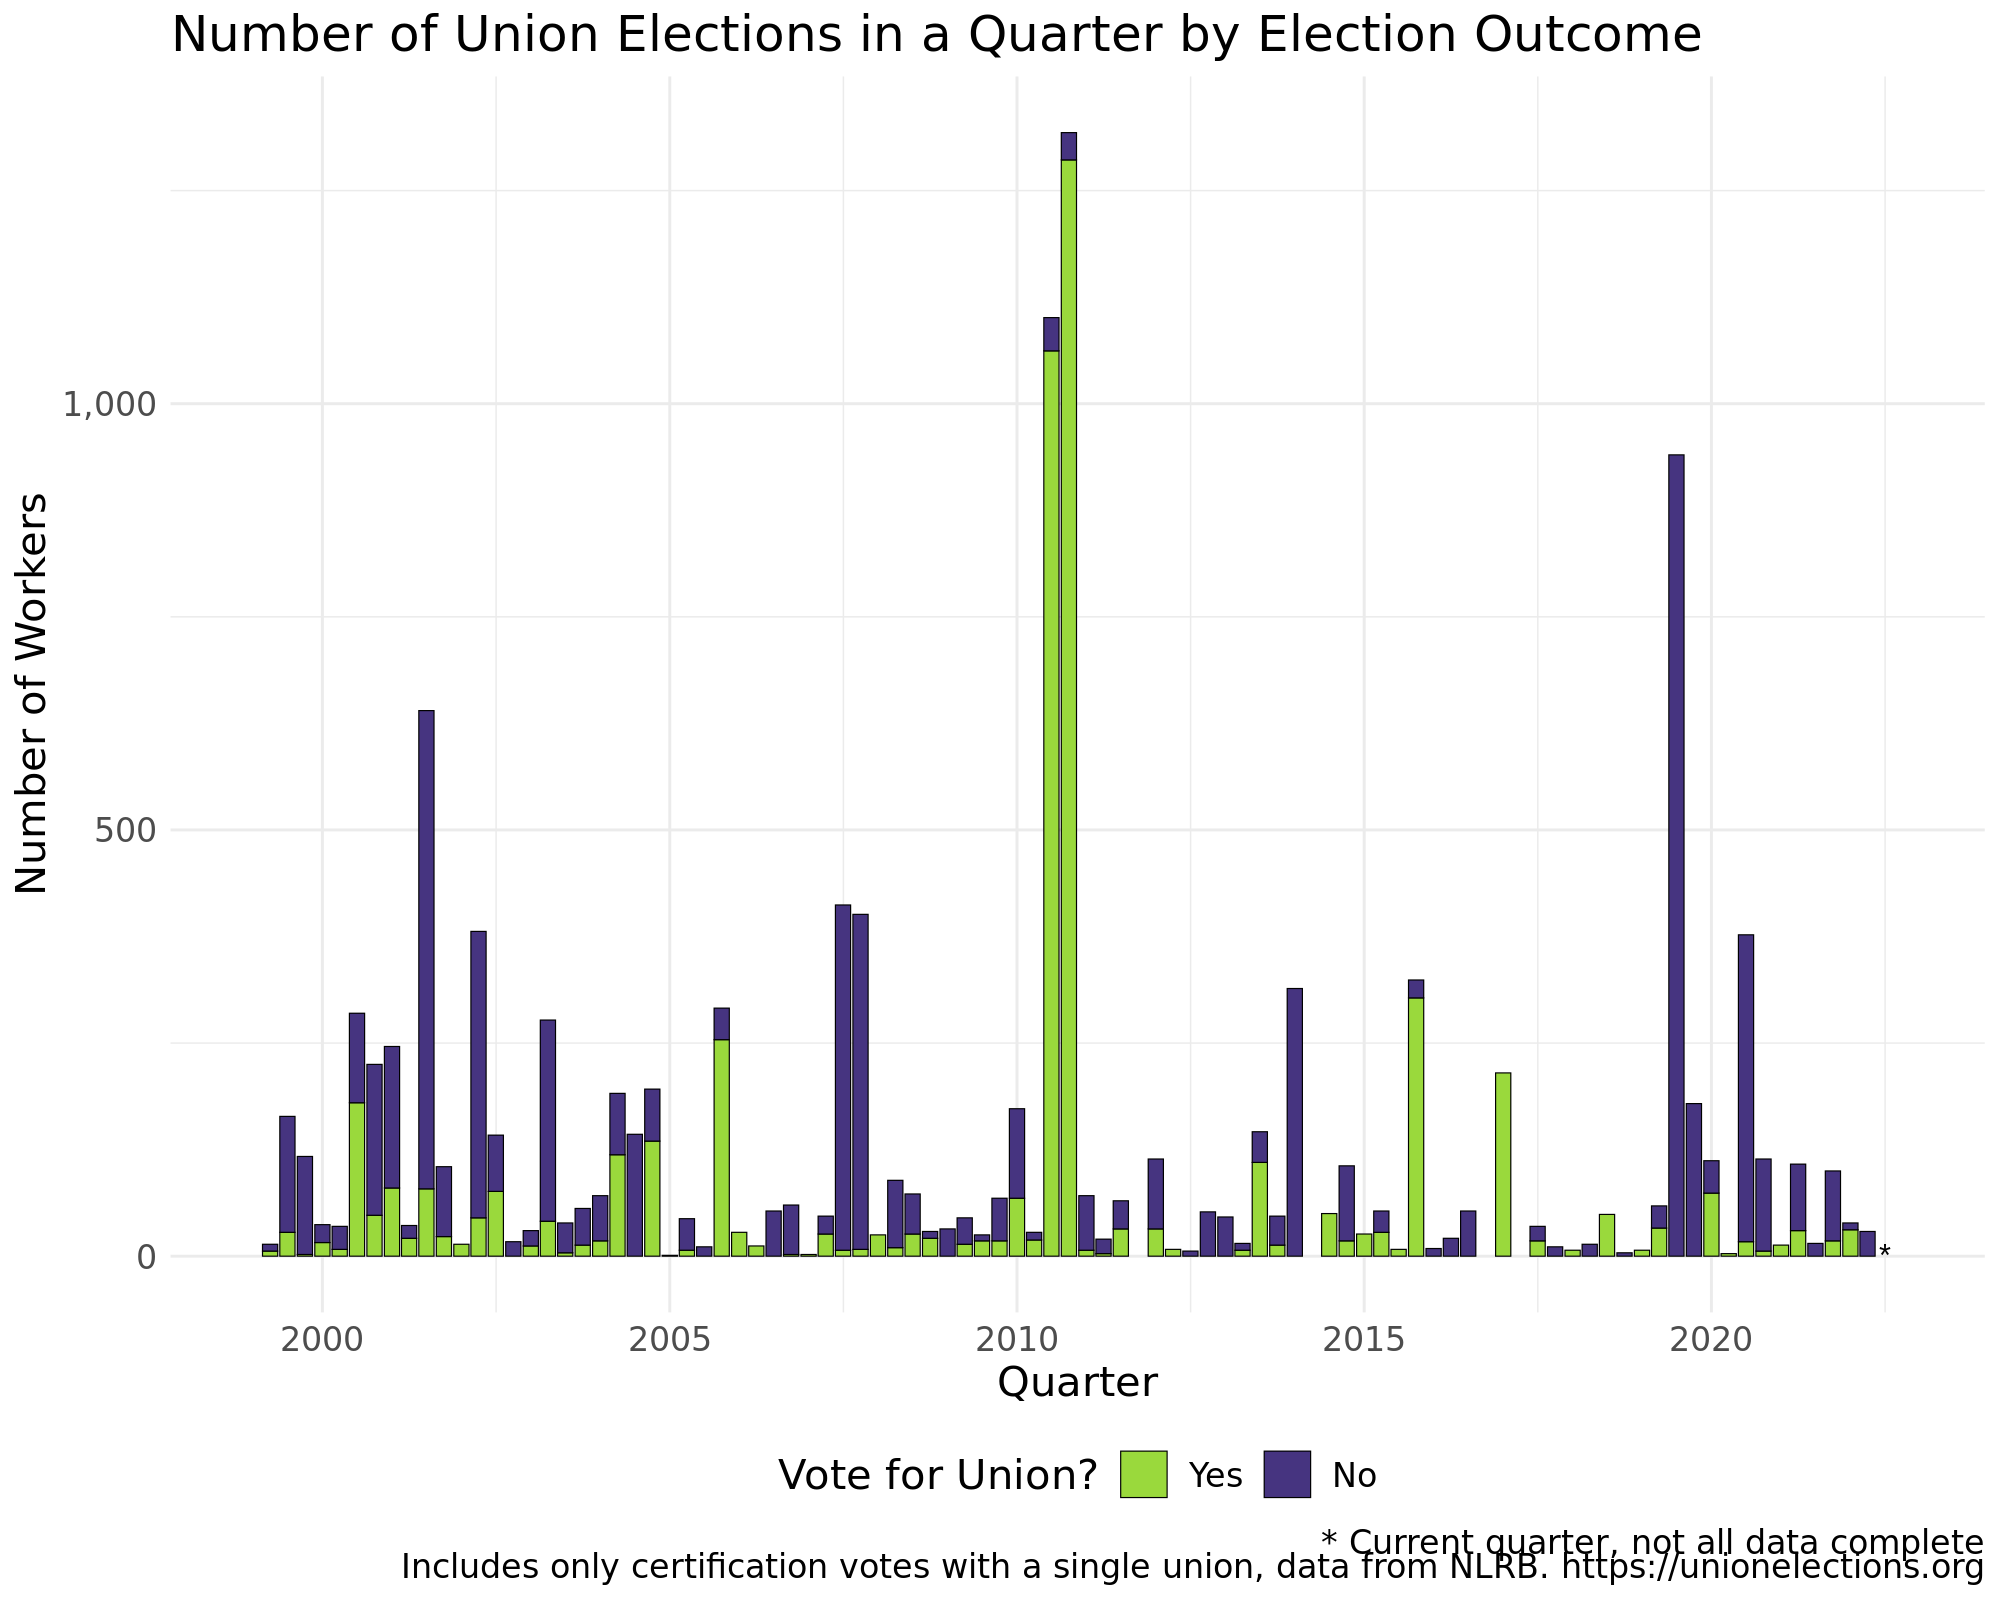 Number of Union Elections in a Quarter by Election Outcome
Number of Workers
1,000
500
0
*
2000 2005 2010 2015 2020
Quarter
Vote for Union? Yes No
* Current quarter, not all data complete
Includes only certification votes with a single union, data from NLRB. https://unionelections.org